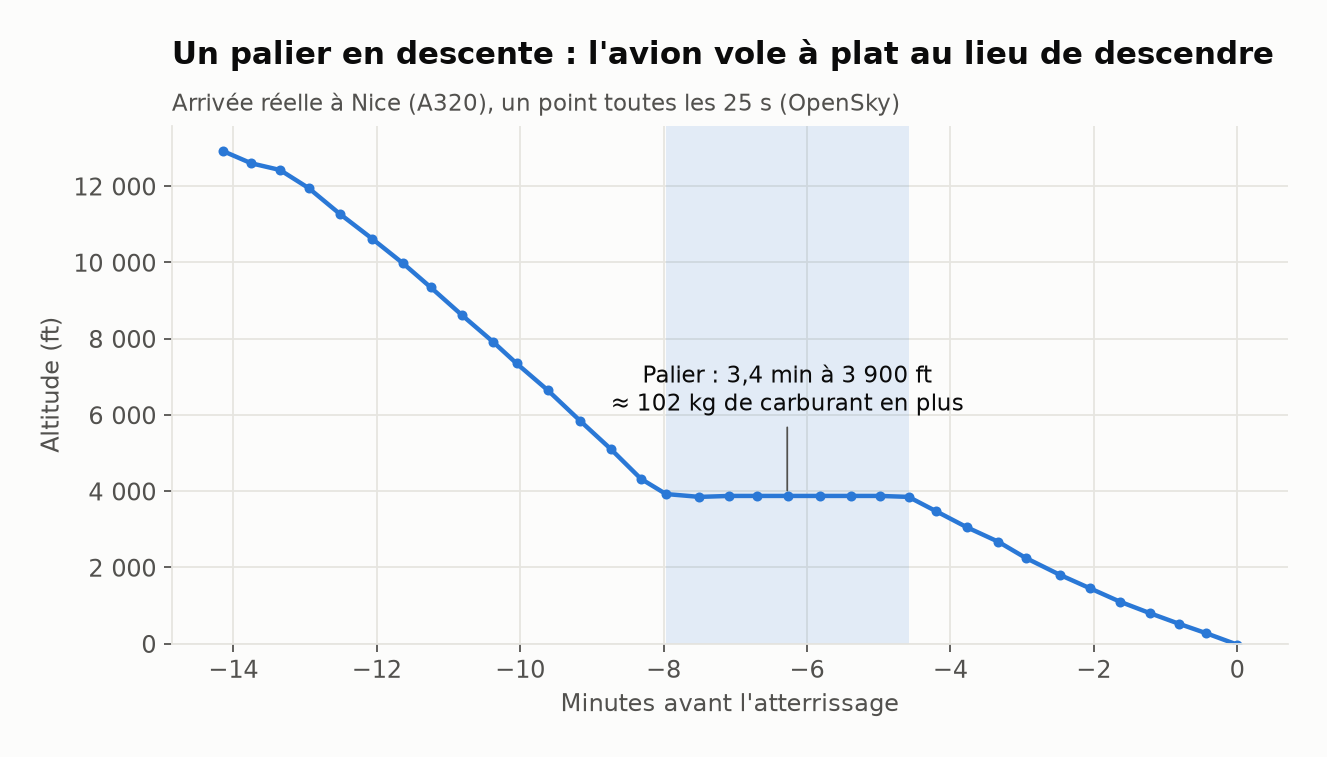 Un palier en descente : l'avion vole à plat au lieu de descendre
Arrivée réelle à Nice (A320), un point toutes les 25 s (OpenSky)
12 000
10 000
8 000
6 000
4 000
2 000
0
Altitude (ft)
Palier : 3,4 min à 3 900 ft
≈ 102 kg de carburant en plus
−14 −12 −10 −8 −6 −4 −2 0
Minutes avant l'atterrissage